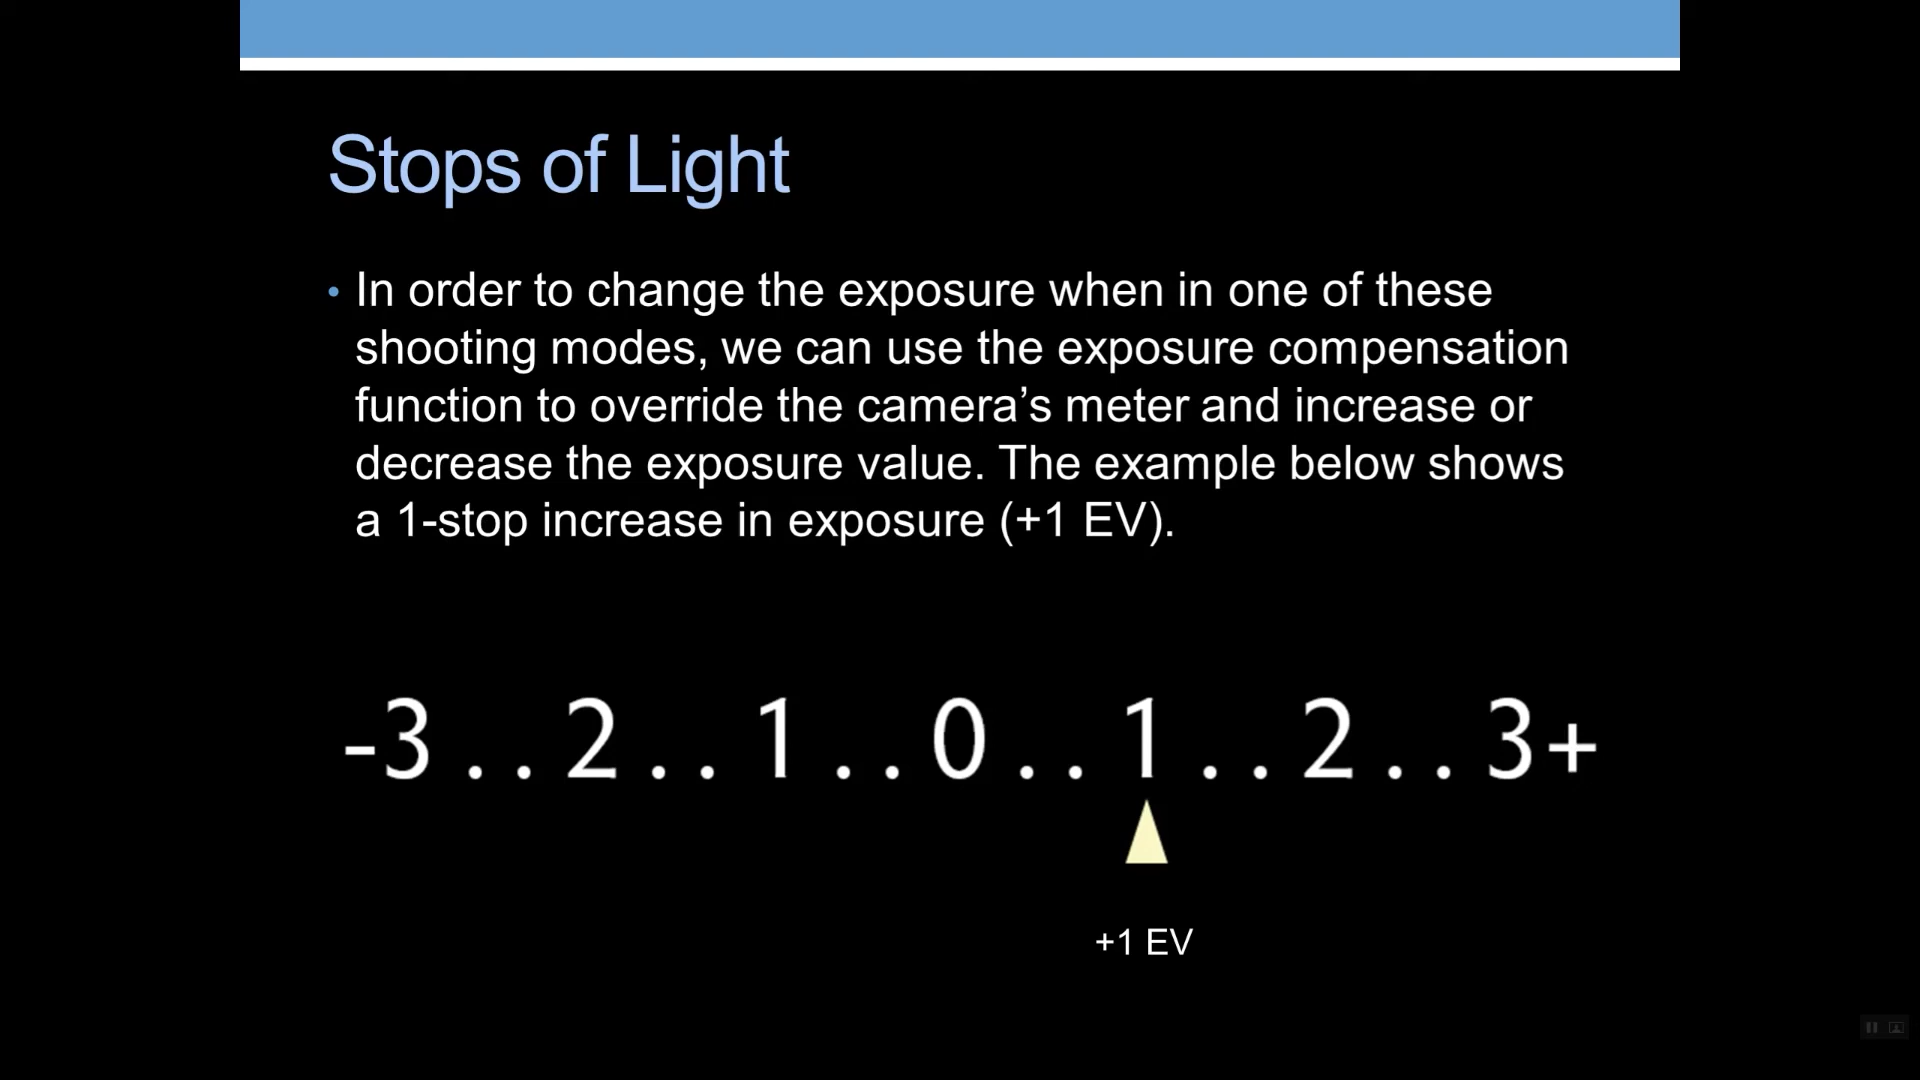 Stops of Light
• In order to change the exposure when in one of these
shooting modes, we can use the exposure compensation
function to override the camera’s meter and increase or
decrease the exposure value. The example below shows
a 1-stop increase in exposure (+1 EV).
-3 . . 2 . . 1 . . 0 . . 1 . . 2 . . 3+
+1 EV